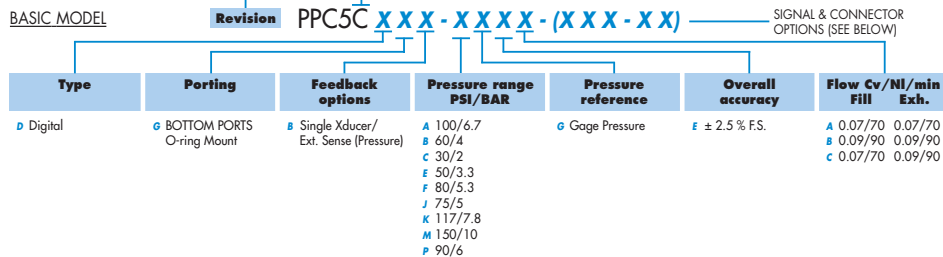 BASIC MODEL
Revision
PPC5C X X X - X X X X - (X X X - X X)
SIGNAL & CONNECTOR
OPTIONS (SEE BELOW)
Type
D Digital
Porting
G BOTTOM PORTS
O-ring Mount
Feedback
options
B Single Xducer/
Ext. Sense (Pressure)
Pressure range
PSI/BAR
A 100/6.7
B 60/4
C 30/2
E 50/3.3
F 80/5.3
J 75/5
K 117/7.8
M 150/10
P 90/6
Pressure
reference
G Gage Pressure
Overall
accuracy
E ± 2.5 % F.S.
Flow Cv/Nl/min
Fill Exh.
A 0.07/70 0.07/70
B 0.09/90 0.09/90
C 0.07/70 0.09/90